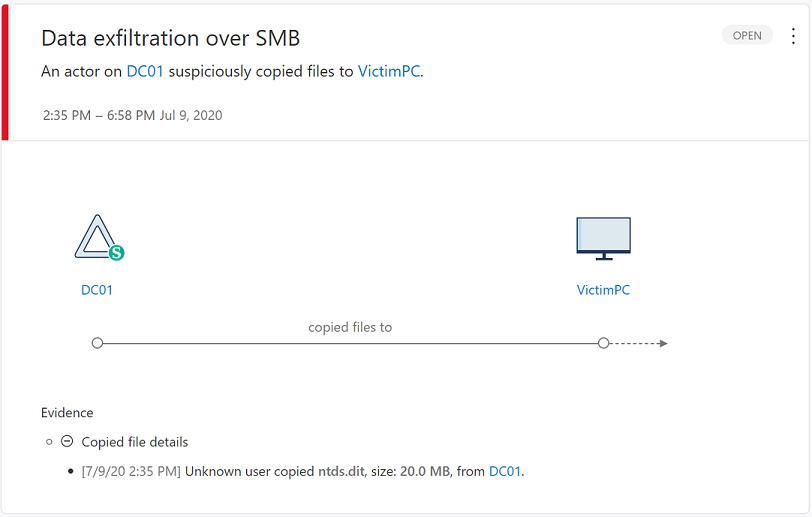 Data exfiltration over SMB
OPEN
An actor on DC01 suspiciously copied files to VictimPC.
2:35 PM – 6:58 PM Jul 9, 2020
S
DC01
VictimPC
copied files to
Evidence
Copied file details
[7/9/20 2:35 PM] Unknown user copied ntds.dit, size: 20.0 MB, from DC01.